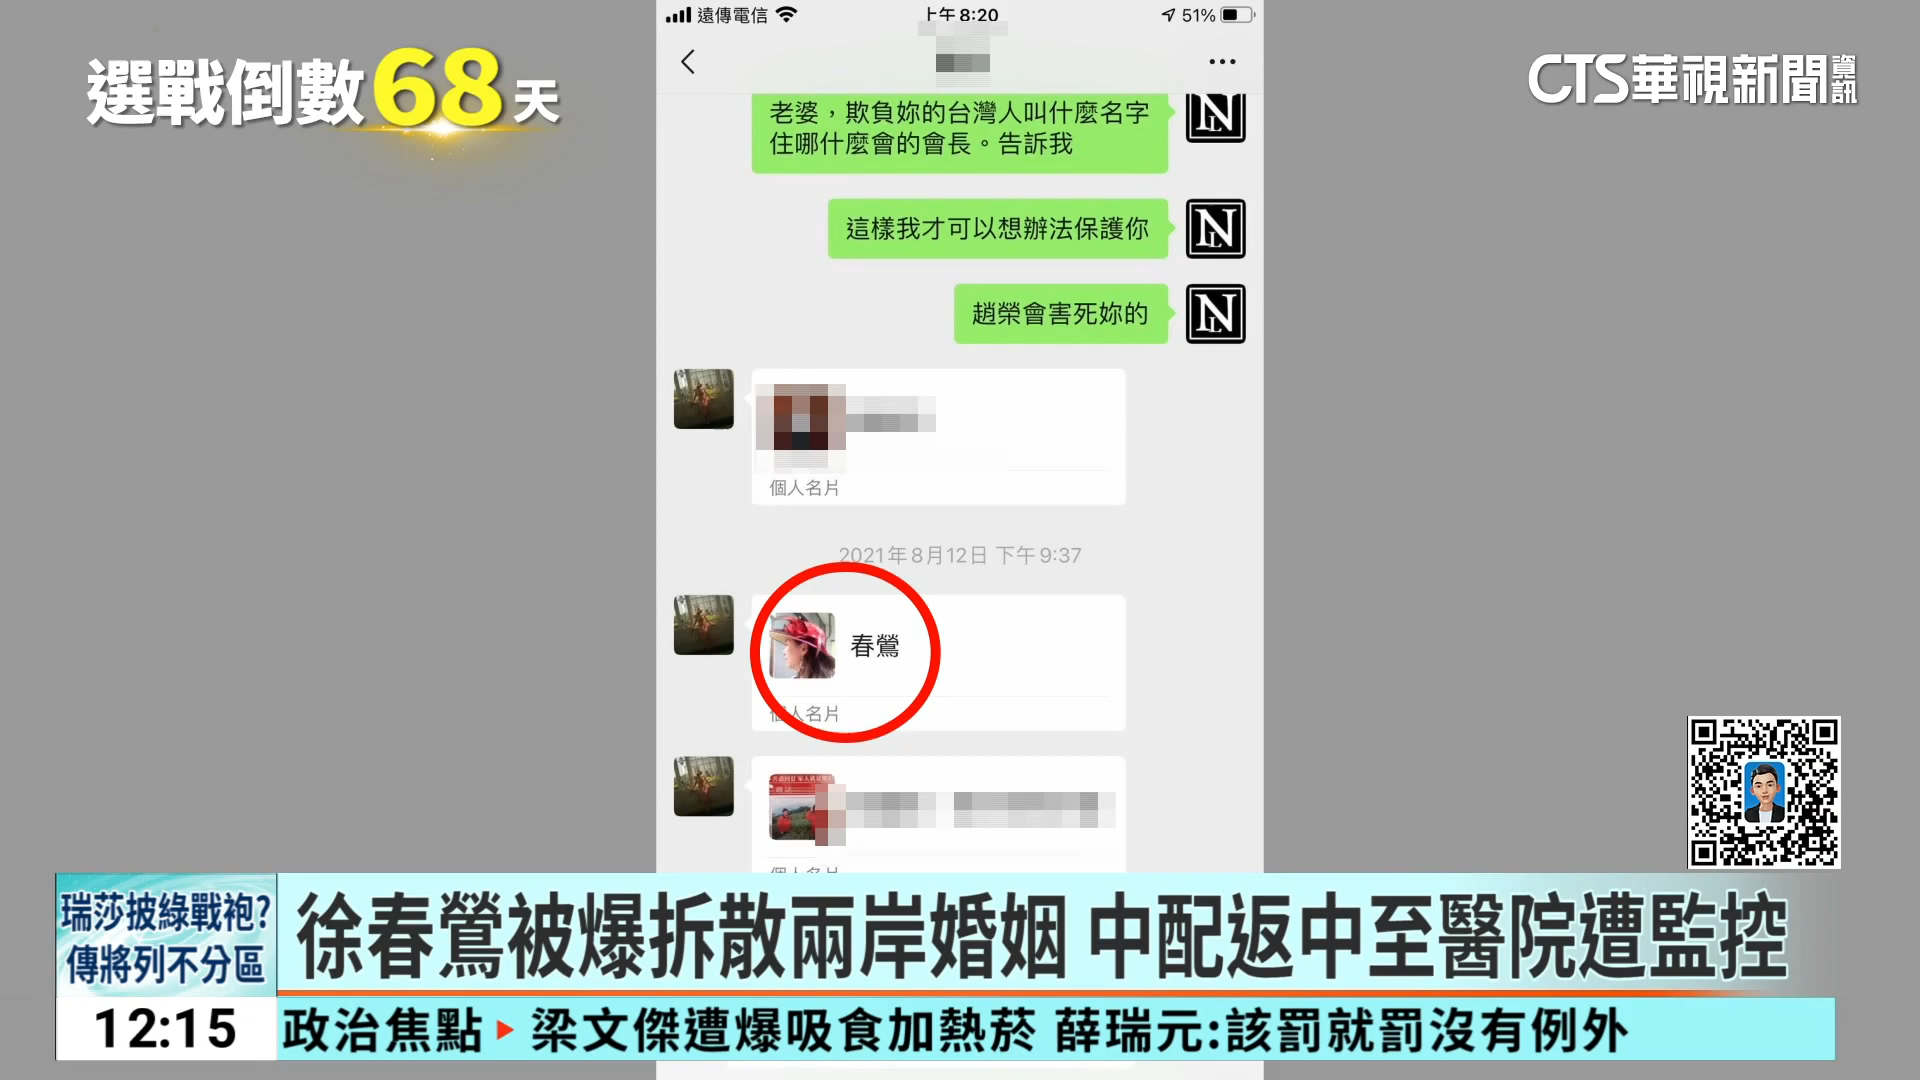 遠傳電信
上午8:20
51%
選戰倒數68天
CTS華視新聞資訊
老婆，欺負妳的台灣人叫什麼名字
住哪什麼會的會長。告訴我
這樣我才可以想辦法保護你
趙榮會害死妳的
個人名片
2021年8月12日 下午9:37
春鶯
個人名片
個人名片
瑞莎披綠戰袍?
傳將列不分區
徐春鶯被爆拆散兩岸婚姻 中配返中至醫院遭監控
12:15
政治焦點▶梁文傑遭爆吸食加熱菸 薛瑞元:該罰就罰沒有例外